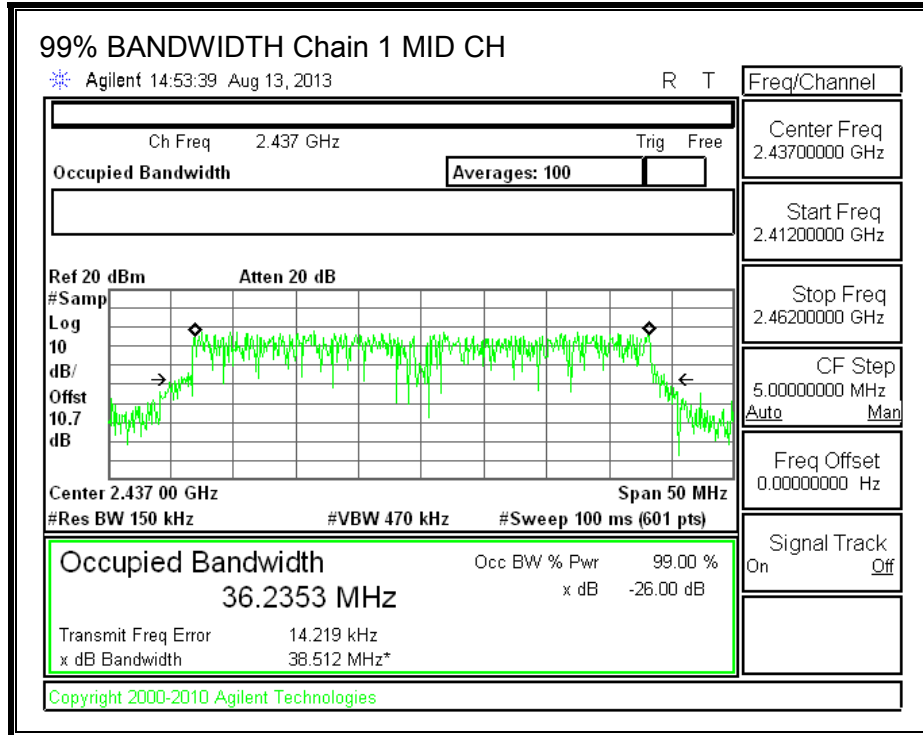 99% BANDWIDTH Chain 1 MID CH
Agilent 14:53:39 Aug 13, 2013 R T
Freq/Channel
Ch Freq 2.437 GHz Trig Free
Occupied Bandwidth Averages: 100
Center Freq
2.43700000 GHz
Start Freq
2.41200000 GHz
Stop Freq
2.46200000 GHz
CF Step
5.00000000 MHz
Auto Man
Freq Offset
0.00000000 Hz
Signal Track
On Off
Ref 20 dBm Atten 20 dB
#Samp
Log
10
dB/
Offst
10.7
dB
Center 2.437 00 GHz Span 50 MHz
#Res BW 150 kHz #VBW 470 kHz #Sweep 100 ms (601 pts)
Occupied Bandwidth
36.2353 MHz
Occ BW % Pwr 99.00 %
x dB -26.00 dB
Transmit Freq Error 14.219 kHz
x dB Bandwidth 38.512 MHz*
Copyright 2000-2010 Agilent Technologies